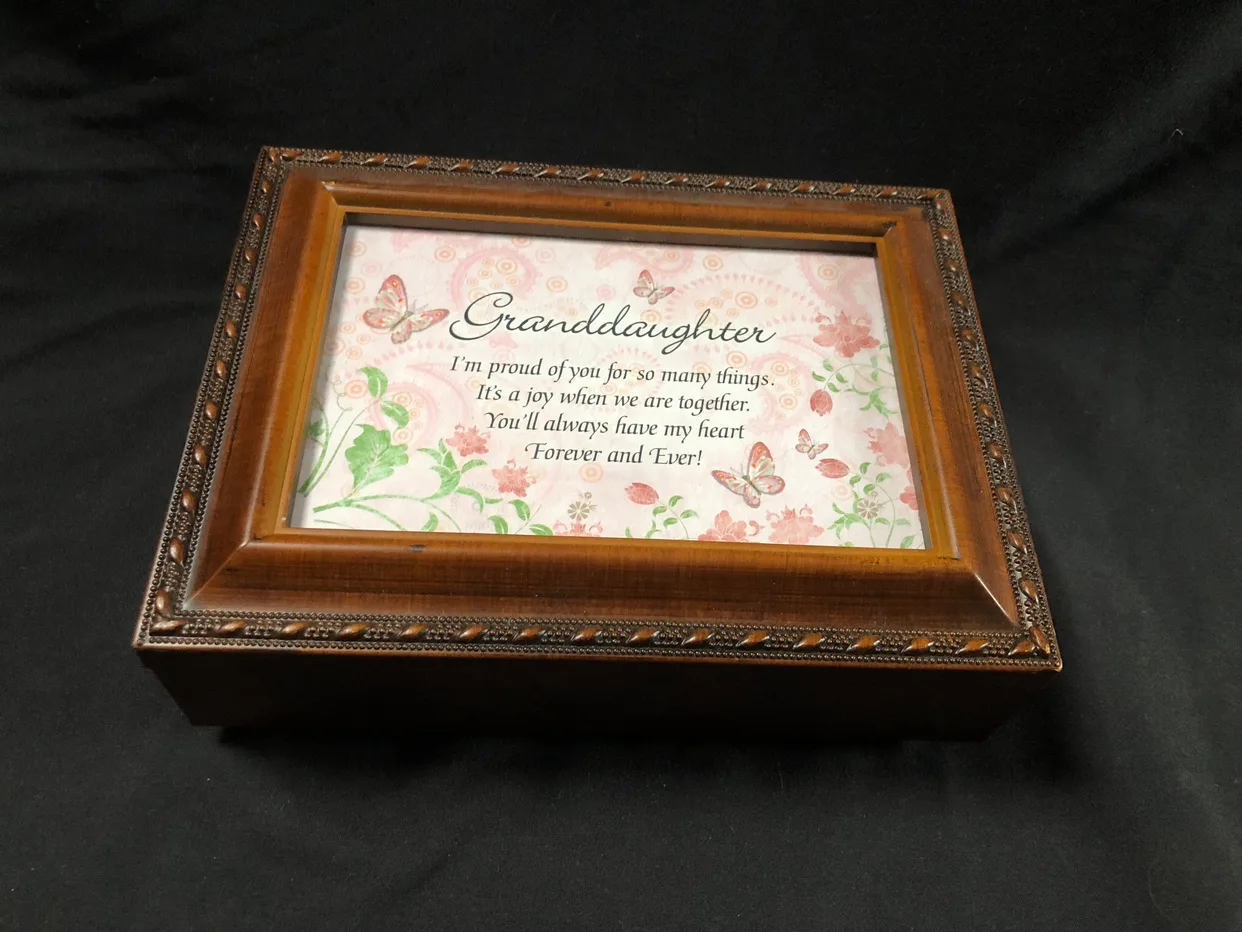 Granddaughter
I'm proud of you for so many things.
It's a joy when we are together.
You'll always have my heart
Forever and Ever!